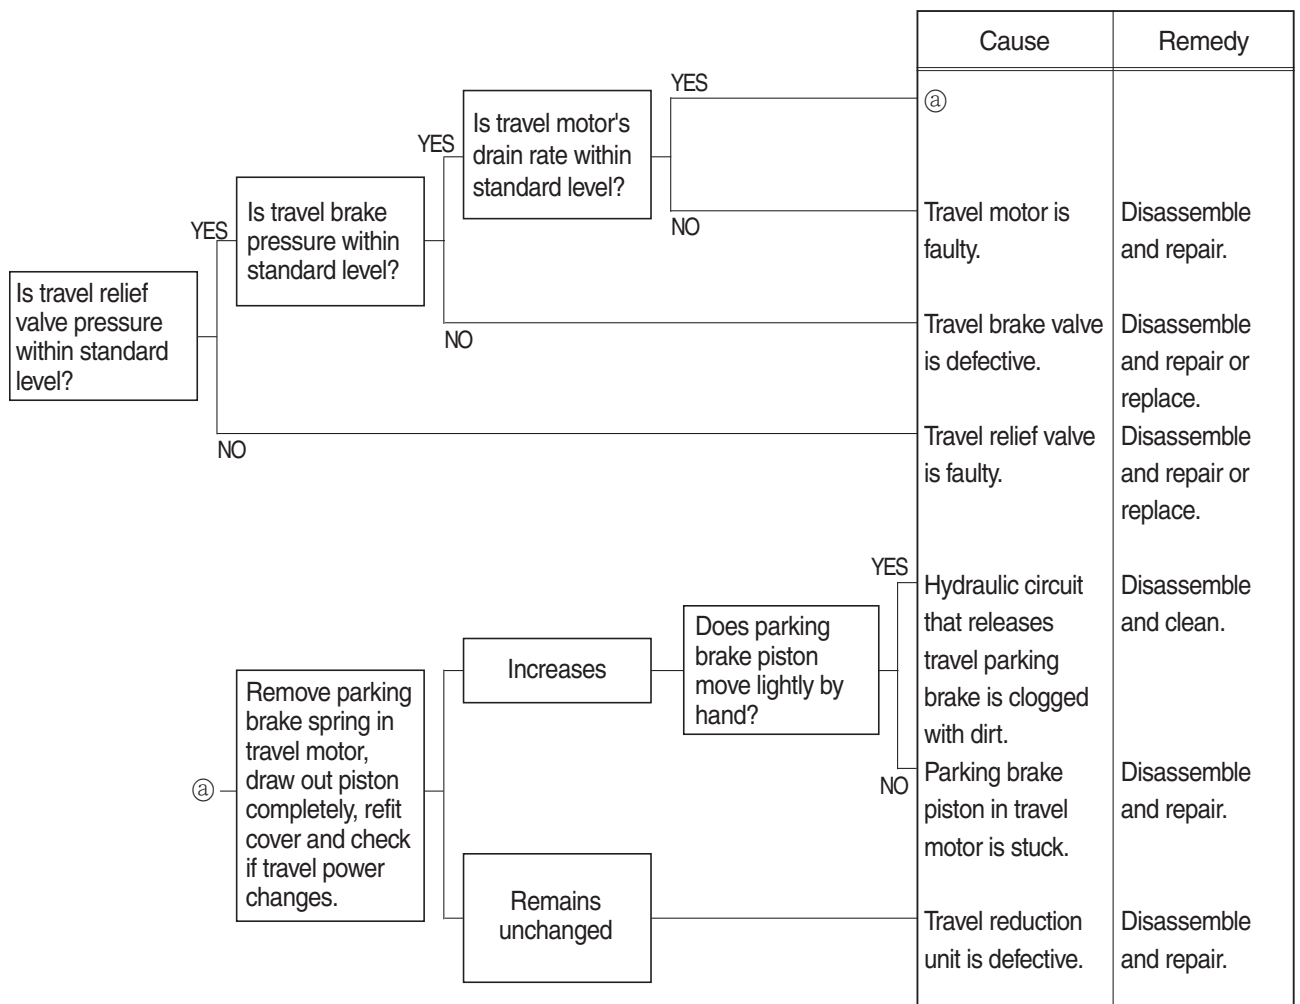 Cause
Remedy
YES
ⓐ
Is travel motor's
drain rate within
standard level?
YES
NO
Travel motor is
faulty.
Disassemble
and repair.
Is travel brake
pressure within
standard level?
YES
NO
Travel brake valve
is defective.
Disassemble
and repair or
replace.
Is travel relief
valve pressure
within standard
level?
NO
Travel relief valve
is faulty.
Disassemble
and repair or
replace.
YES
Hydraulic circuit
that releases
travel parking
brake is clogged
with dirt.
Disassemble
and clean.
Does parking
brake piston
move lightly by
hand?
Increases
NO
Parking brake
piston in travel
motor is stuck.
Disassemble
and repair.
ⓐ
Remove parking
brake spring in
travel motor,
draw out piston
completely, refit
cover and check
if travel power
changes.
Remains
unchanged
Travel reduction
unit is defective.
Disassemble
and repair.